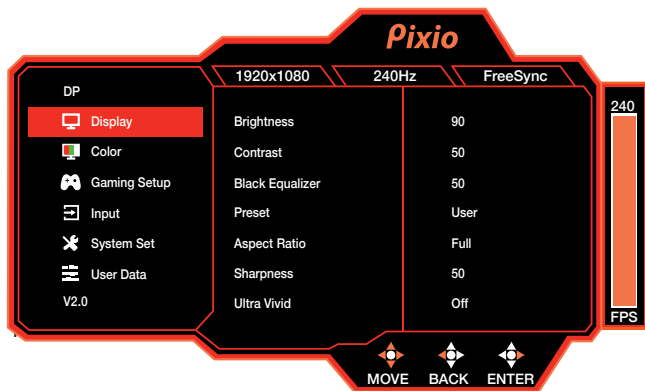 Pixio
1920x1080 240Hz FreeSync
DP
Display
Color
Gaming Setup
Input
System Set
User Data
V2.0
Brightness 90
Contrast 50
Black Equalizer 50
Preset User
Aspect Ratio Full
Sharpness 50
Ultra Vivid Off
240
FPS
MOVE BACK ENTER